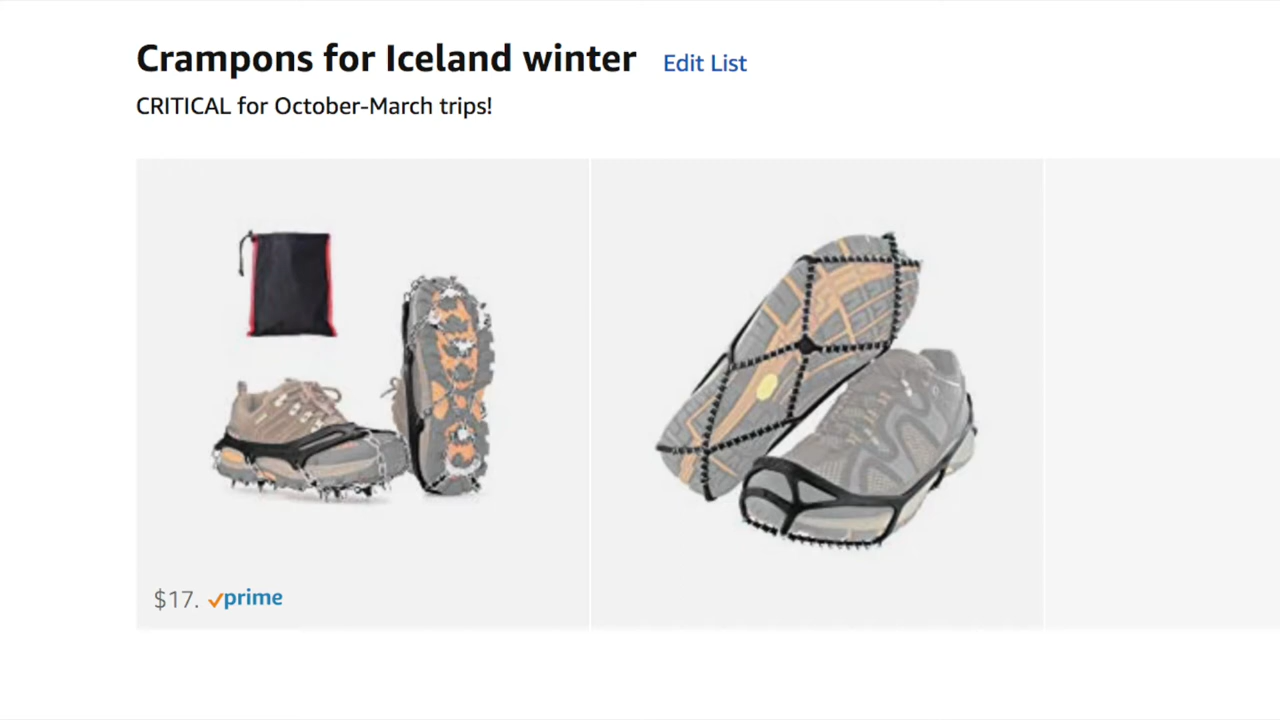 Crampons for Iceland winter Edit List
CRITICAL for October-March trips!
$17. prime